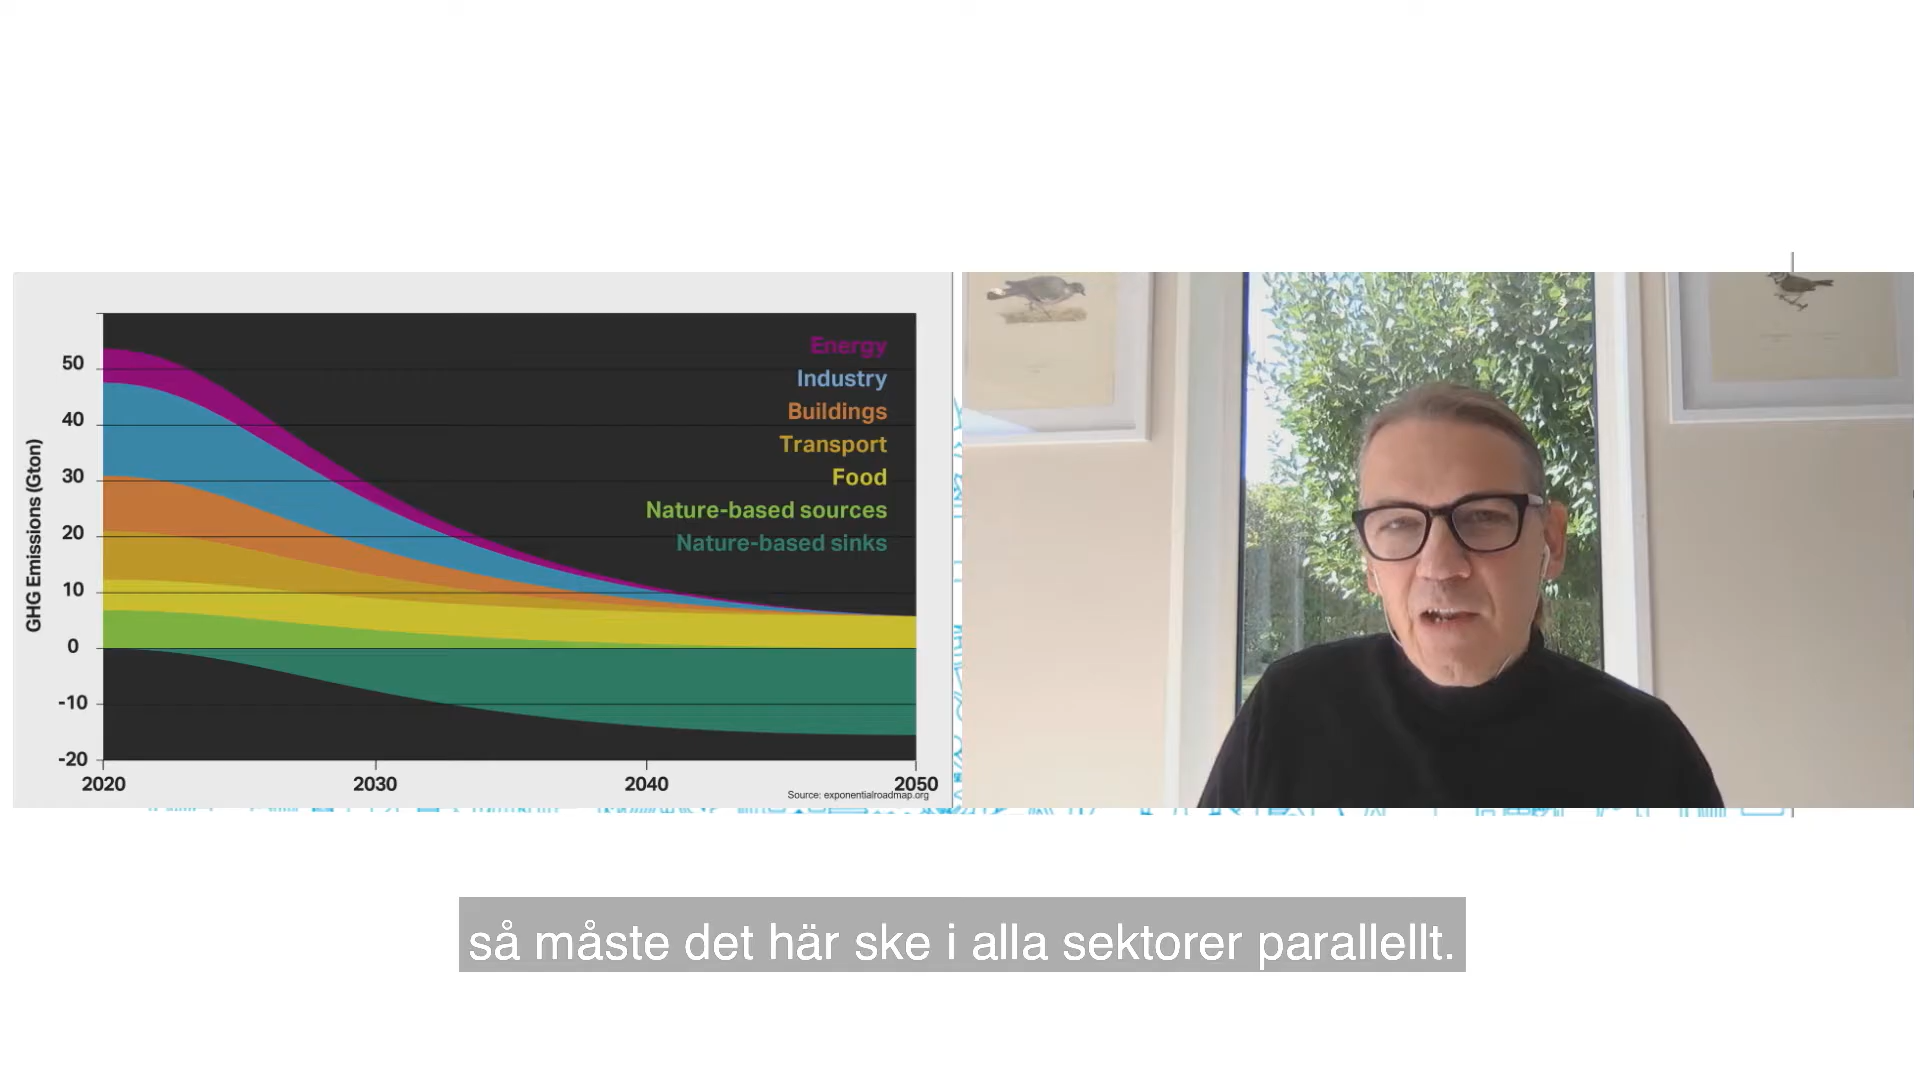 Energy
50
Industry
Buildings
40
Transport
30
Food
Nature-based sources
20
Nature-based sinks
10
0
-10
-20
GHG Emissions (Gton)
2020
2030
2040
2050
Source: exponentialroadmap.org
så måste det här ske i alla sektorer parallellt.